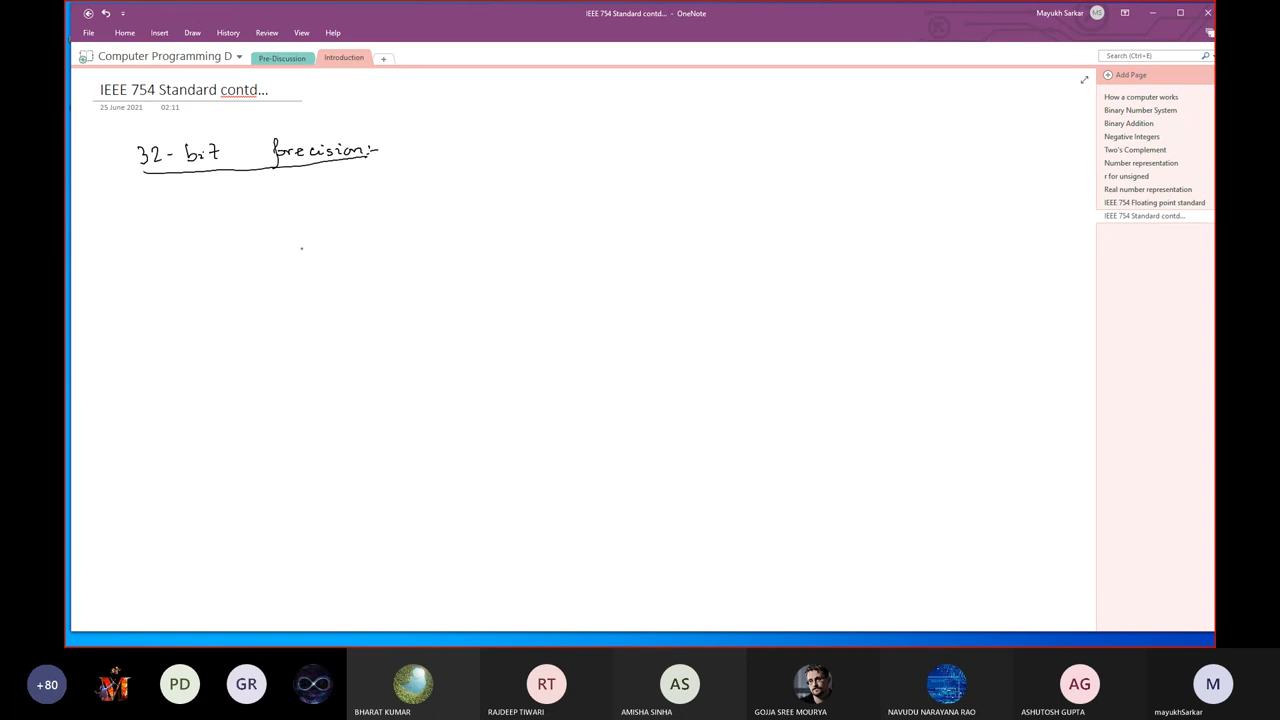 IEEE 754 Standard contd... - OneNote
Mayukh Sarkar MS
File Home Insert Draw History Review View Help
Computer Programming D Pre-Discussion Introduction + Search (Ctrl+E)
Add Page
IEEE 754 Standard contd...
25 June 2021 02:11
32-bit precision:-
How a computer works
Binary Number System
Binary Addition
Negative Integers
Two's Complement
Number representation
r for unsigned
Real number representation
IEEE 754 Floating point standard
IEEE 754 Standard contd...
+80 PD GR RT AS AG M
BHARAT KUMAR RAJDEEP TIWARI AMISHA SINHA GOJJA SREE MOURYA NAVUDU NARAYANA RAO ASHUTOSH GUPTA mayukhSarkar